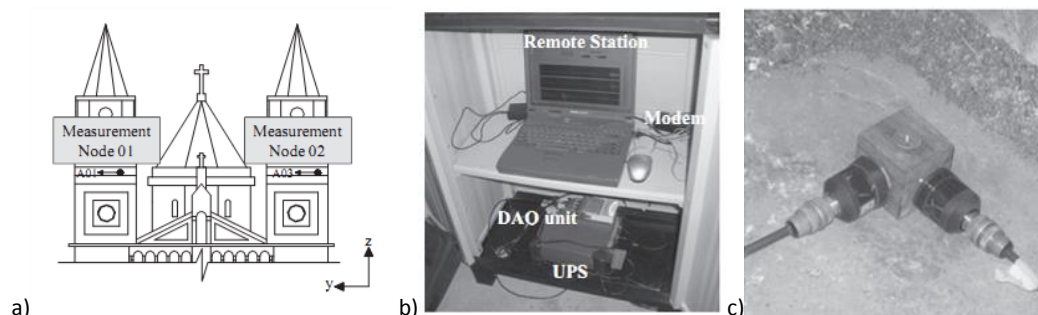 Measurement
Node 01
Measurement
Node 02
A01
A03
z
y
a)
Remote Station
Modem
DAQ unit
UPS
b)
c)